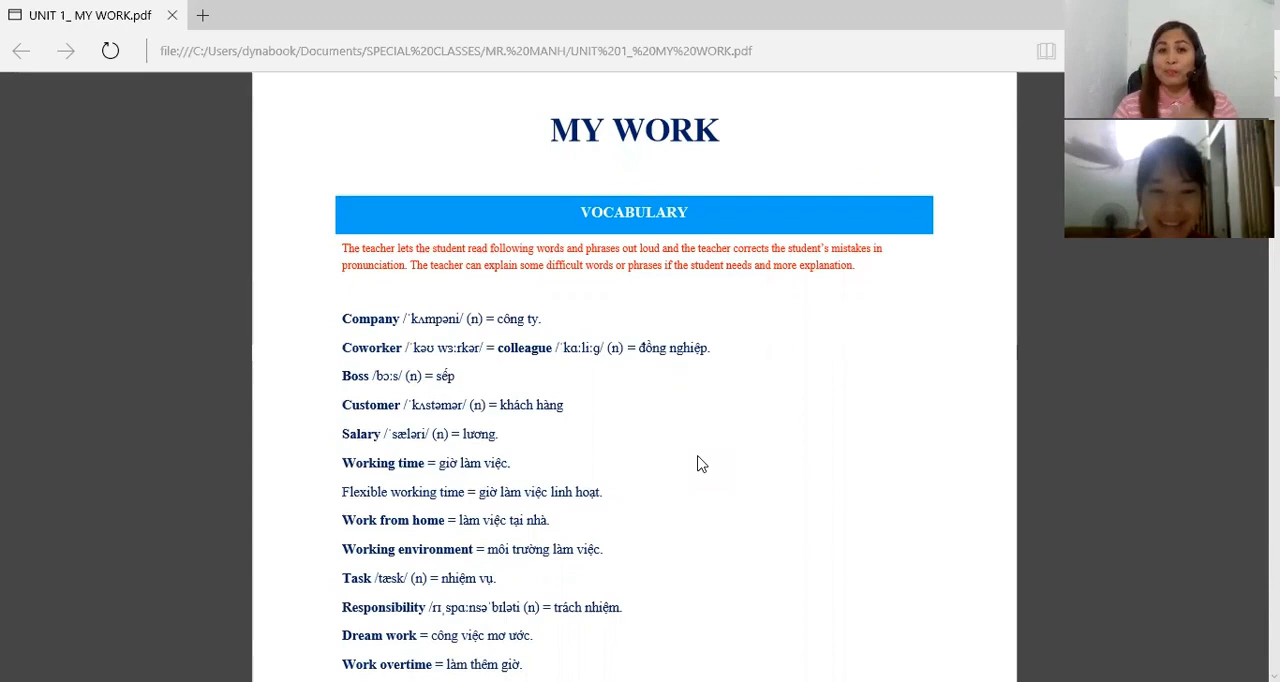 UNIT 1_ MY WORK.pdf
file:///C:/Users/dynabook/Documents/SPECIAL%20CLASSES/MR.%20MANH/UNIT%201_%20MY%20WORK.pdf
MY WORK
VOCABULARY
The teacher lets the student read following words and phrases out loud and the teacher corrects the student's mistakes in
pronunciation. The teacher can explain some difficult words or phrases if the student needs and more explanation.
Company /ˈkʌmpəni/ (n) = công ty.
Coworker /ˈkəʊ wɜːrkər/ = colleague /ˈkɑːliːɡ/ (n) = đồng nghiệp.
Boss /bɔːs/ (n) = sếp
Customer /ˈkʌstəmər/ (n) = khách hàng
Salary /ˈsæləri/ (n) = lương.
Working time = giờ làm việc.
Flexible working time = giờ làm việc linh hoạt.
Work from home = làm việc tại nhà.
Working environment = môi trường làm việc.
Task /tæsk/ (n) = nhiệm vụ.
Responsibility /rɪˌspɑːnsəˈbɪləti (n) = trách nhiệm.
Dream work = công việc mơ ước.
Work overtime = làm thêm giờ.